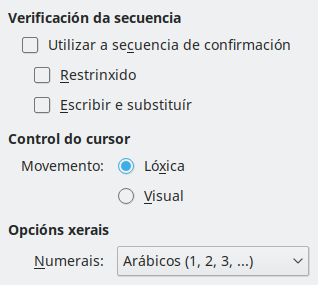 Verificación da secuencia
Utilizar a secuencia de confirmación
Restrinxido
Escribir e substituír
Control do cursor
Movemento: Lóxica
Visual
Opcións xerais
Numerais: Arábicos (1, 2, 3, ...)